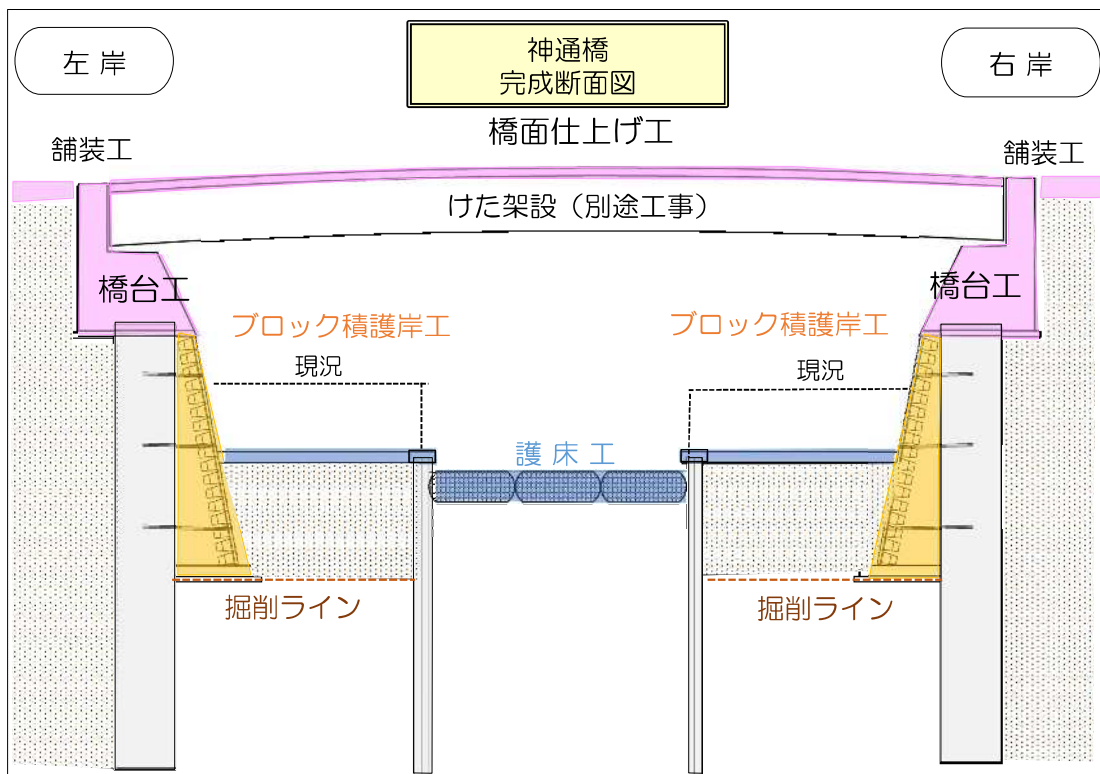 左岸
神通橋
完成断面図
右岸
橋面仕上げ工
舗装工
舗装工
けた架設（別途工事）
橋台工
橋台工
ブロック積護岸工
ブロック積護岸工
現況
現況
護床工
掘削ライン
掘削ライン